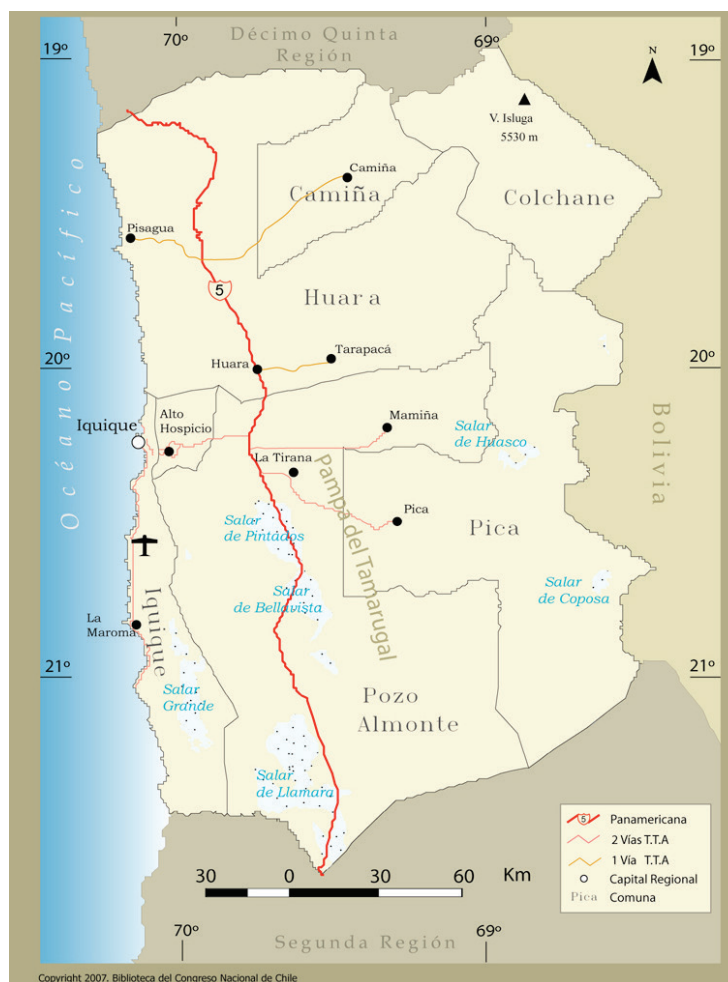 70º
69º
Décimo Quinta
Región
19º
19º
N
V. Isluga
5530 m
Camiña
Camiña
Colchane
Pisagua
Océano Pacífico
5
Huara
Tarapacá
Huara
20º
20º
Alto
Hospicio
Iquique
Mamiña
Salar
de Huasco
Bolivia
La Tirana
Pampa del Tamarugal
Pica
Salar
de Pintados
Pica
Salar
de Bellavista
Salar
de Coposa
La
Maroma
Iquique
21º
21º
Salar
Grande
Pozo
Almonte
Salar
de Llamara
5 Panamericana
2 Vías T.T.A
1 Vía T.T.A
Capital Regional
Pica Comuna
30 0 30 60 Km
70º
69º
Segunda Región
Copyright 2007. Biblioteca del Congreso Nacional de Chile